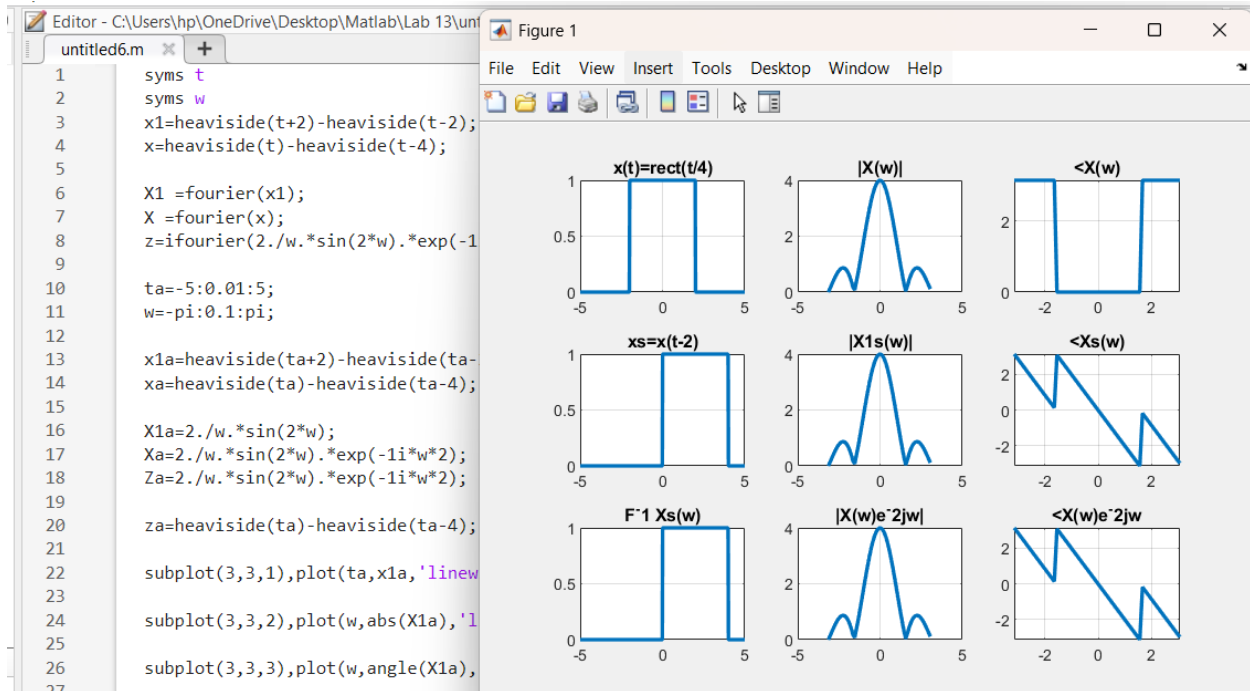 Editor - C:\Users\hp\OneDrive\Desktop\Matlab\Lab 13\unt
untitled6.m
1 syms t
2 syms w
3 x1=heaviside(t+2)-heaviside(t-2);
4 x=heaviside(t)-heaviside(t-4);
5
6 X1 =fourier(x1);
7 X =fourier(x);
8 z=ifourier(2./w.*sin(2*w).*exp(-1
9
10 ta=-5:0.01:5;
11 w=-pi:0.1:pi;
12
13 x1a=heaviside(ta+2)-heaviside(ta-
14 xa=heaviside(ta)-heaviside(ta-4);
15
16 X1a=2./w.*sin(2*w);
17 Xa=2./w.*sin(2*w).*exp(-1i*w*2);
18 Za=2./w.*sin(2*w).*exp(-1i*w*2);
19
20 za=heaviside(ta)-heaviside(ta-4);
21
22 subplot(3,3,1),plot(ta,x1a,'linew
23
24 subplot(3,3,2),plot(w,abs(X1a),'l
25
26 subplot(3,3,3),plot(w,angle(X1a),
27
Figure 1
File Edit View Insert Tools Desktop Window Help
x(t)=rect(t/4)
1
0.5
0
-5 0 5
|X(w)|
4
2
0
-5 0 5
<X(w)
2
0
-2 0 2
xs=x(t-2)
1
0.5
0
-5 0 5
|X1s(w)|
4
2
0
-5 0 5
<Xs(w)
2
0
-2
-2 0 2
F⁻1 Xs(w)
1
0.5
0
-5 0 5
|X(w)e⁻2jw|
4
2
0
-5 0 5
<X(w)e⁻2jw
2
0
-2
-2 0 2